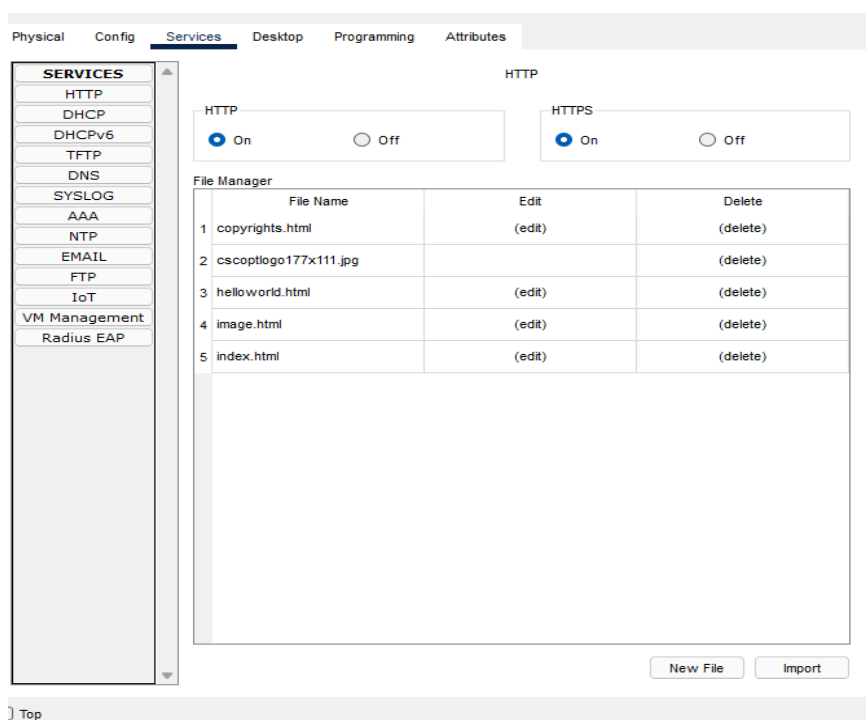 Physical Config Services Desktop Programming Attributes
SERVICES
HTTP
DHCP
DHCPv6
TFTP
DNS
SYSLOG
AAA
NTP
EMAIL
FTP
IoT
VM Management
Radius EAP
HTTP
HTTP
On Off
HTTPS
On Off
File Manager
File Name Edit Delete
1 copyrights.html (edit) (delete)
2 cscoptlogo177x111.jpg (delete)
3 helloworld.html (edit) (delete)
4 image.html (edit) (delete)
5 index.html (edit) (delete)
New File Import
Top